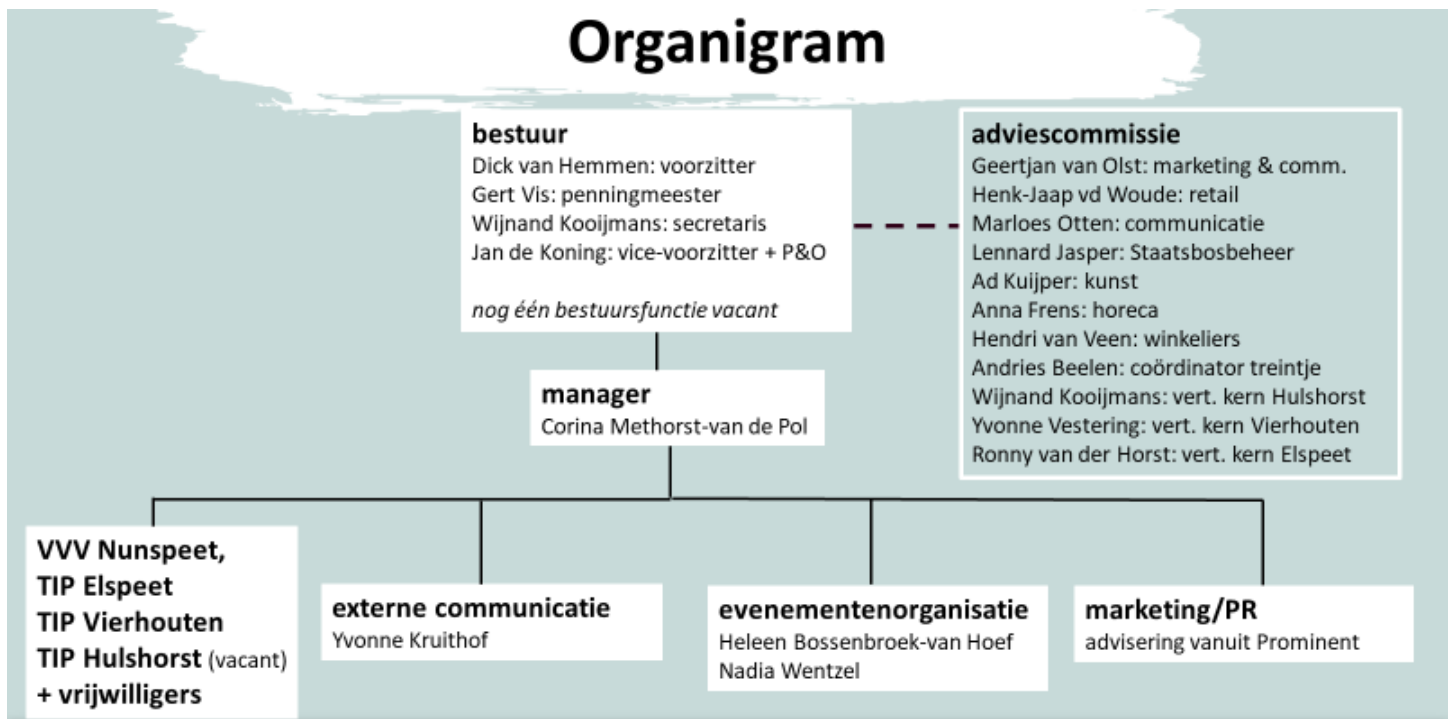 Organigram
bestuur
Dick van Hemmen: voorzitter
Gert Vis: penningmeester
Wijnand Kooijmans: secretaris
Jan de Koning: vice-voorzitter + P&O
nog één bestuursfunctie vacant
adviescommissie
Geertjan van Olst: marketing & comm.
Henk-Jaap vd Woude: retail
Marloes Otten: communicatie
Lennard Jasper: Staatsbosbeheer
Ad Kuijper: kunst
Anna Frens: horeca
Hendri van Veen: winkeliers
Andries Beelen: coördinator treintje
Wijnand Kooijmans: vert. kern Hulshorst
Yvonne Vestering: vert. kern Vierhouten
Ronny van der Horst: vert. kern Elspeet
manager
Corina Methorst-van de Pol
VVV Nunspeet,
TIP Elspeet
TIP Vierhouten
TIP Hulshorst (vacant)
+ vrijwilligers
externe communicatie
Yvonne Kruithof
evenementenorganisatie
Heleen Bossenbroek-van Hoef
Nadia Wentzel
marketing/PR
advisering vanuit Prominent